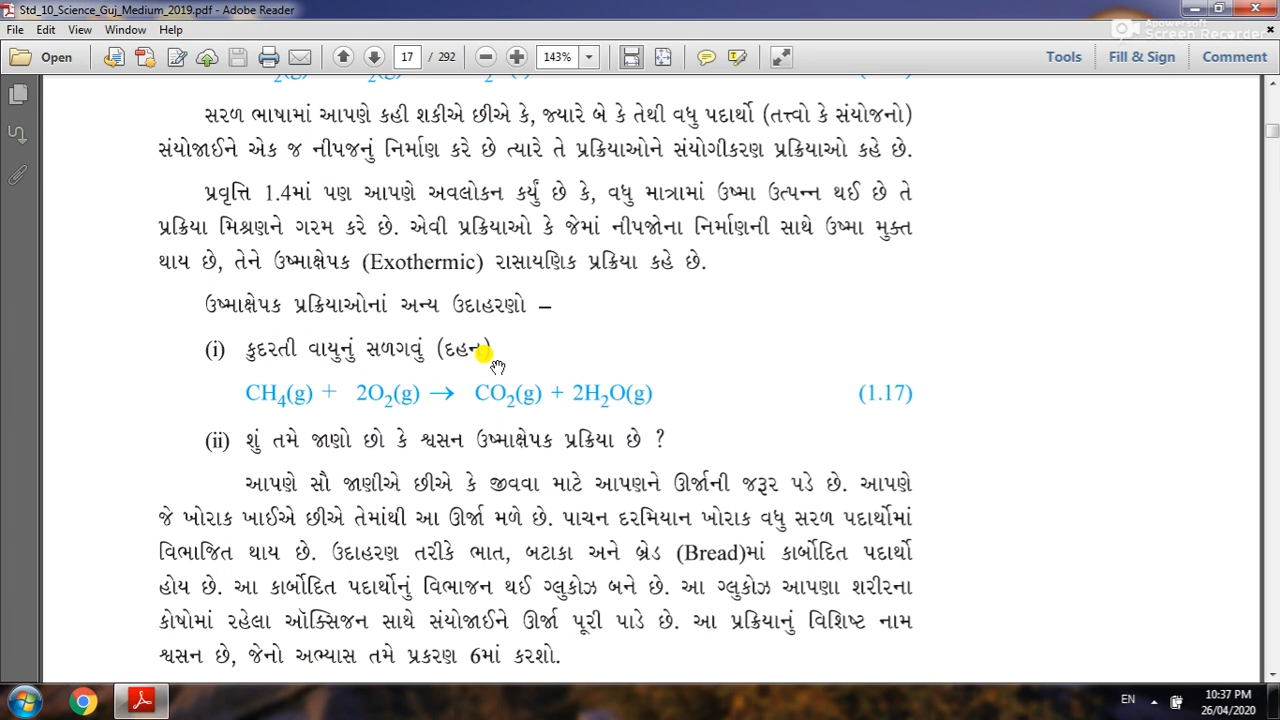 Std_10_Science_Guj_Medium_2019.pdf - Adobe Reader
File Edit View Window Help
Apowersoft
Screen Recorder
Open 17 / 292 143% Tools Fill & Sign Comment
2(g) 2(g) 2
સરળ ભાષામાં આપણે કહી શકીએ છીએ કે, જ્યારે બે કે તેથી વધુ પદાર્થો (તત્ત્વો કે સંયોજનો)
સંયોજાઈને એક જ નીપજનું નિર્માણ કરે છે ત્યારે તે પ્રક્રિયાઓને સંયોગીકરણ પ્રક્રિયાઓ કહે છે.
પ્રવૃત્તિ 1.4માં પણ આપણે અવલોકન કર્યું છે કે, વધુ માત્રામાં ઉષ્મા ઉત્પન્ન થઈ છે તે
પ્રક્રિયા મિશ્રણને ગરમ કરે છે. એવી પ્રક્રિયાઓ કે જેમાં નીપજોના નિર્માણની સાથે ઉષ્મા મુક્ત
થાય છે, તેને ઉષ્માક્ષેપક (Exothermic) રાસાયણિક પ્રક્રિયા કહે છે.
ઉષ્માક્ષેપક પ્રક્રિયાઓનાં અન્ય ઉદાહરણો –
(i) કુદરતી વાયુનું સળગવું (દહન)
CH₄(g) + 2O₂(g) → CO₂(g) + 2H₂O(g) (1.17)
(ii) શું તમે જાણો છો કે શ્વસન ઉષ્માક્ષેપક પ્રક્રિયા છે ?
આપણે સૌ જાણીએ છીએ કે જીવવા માટે આપણને ઊર્જાની જરૂર પડે છે. આપણે
જે ખોરાક ખાઈએ છીએ તેમાંથી આ ઊર્જા મળે છે. પાચન દરમિયાન ખોરાક વધુ સરળ પદાર્થોમાં
વિભાજિત થાય છે. ઉદાહરણ તરીકે ભાત, બટાકા અને બ્રેડ (Bread)માં કાર્બોદિત પદાર્થો
હોય છે. આ કાર્બોદિત પદાર્થોનું વિભાજન થઈ ગ્લુકોઝ બને છે. આ ગ્લુકોઝ આપણા શરીરના
કોષોમાં રહેલા ઑક્સિજન સાથે સંયોજાઈને ઊર્જા પૂરી પાડે છે. આ પ્રક્રિયાનું વિશિષ્ટ નામ
શ્વસન છે, જેનો અભ્યાસ તમે પ્રકરણ 6માં કરશો.
EN 10:37 PM
26/04/2020